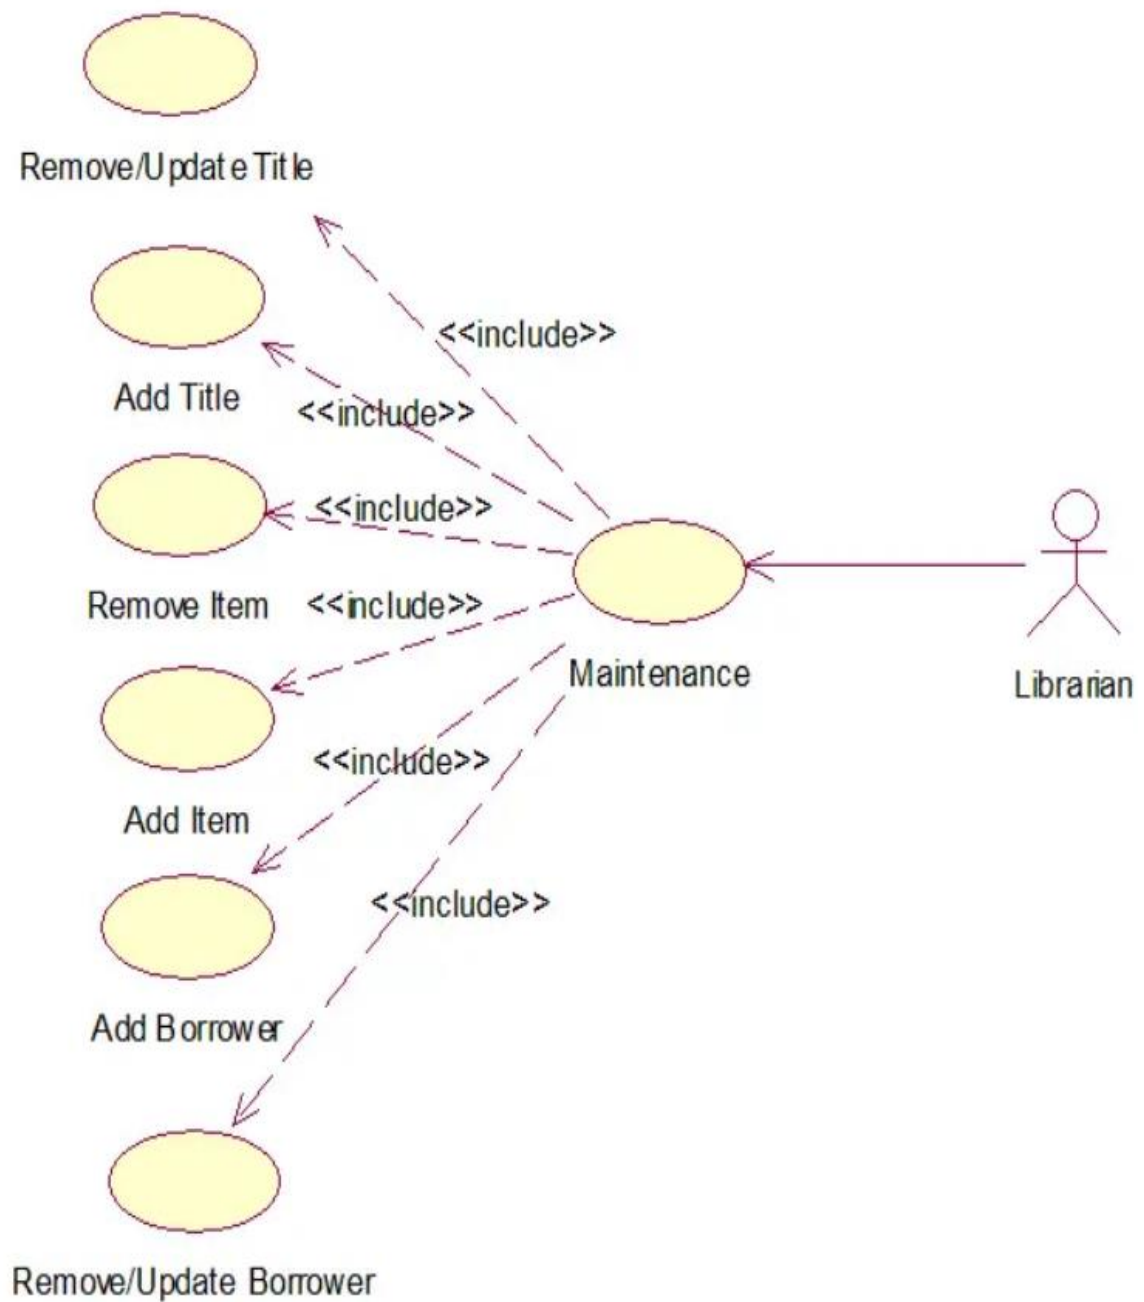 Remove/Update Title
<<include>>
Add Title
<<include>>
<<include>>
Remove Item
<<include>>
Maintenance
Librarian
<<include>>
Add Item
<<include>>
Add Borrower
Remove/Update Borrower